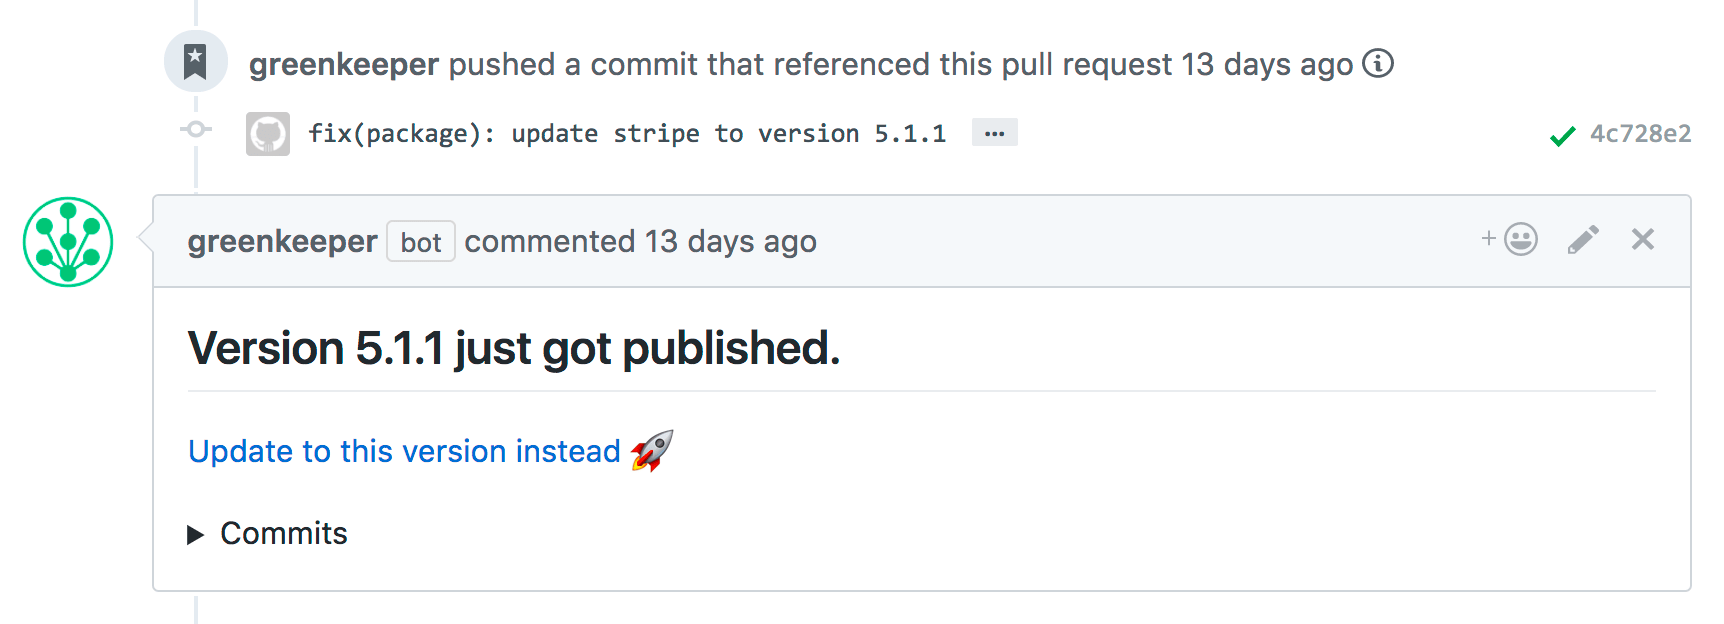 greenkeeper pushed a commit that referenced this pull request 13 days ago
fix(package): update stripe to version 5.1.1 ... 4c728e2
greenkeeper bot commented 13 days ago
Version 5.1.1 just got published.
Update to this version instead 🚀
Commits